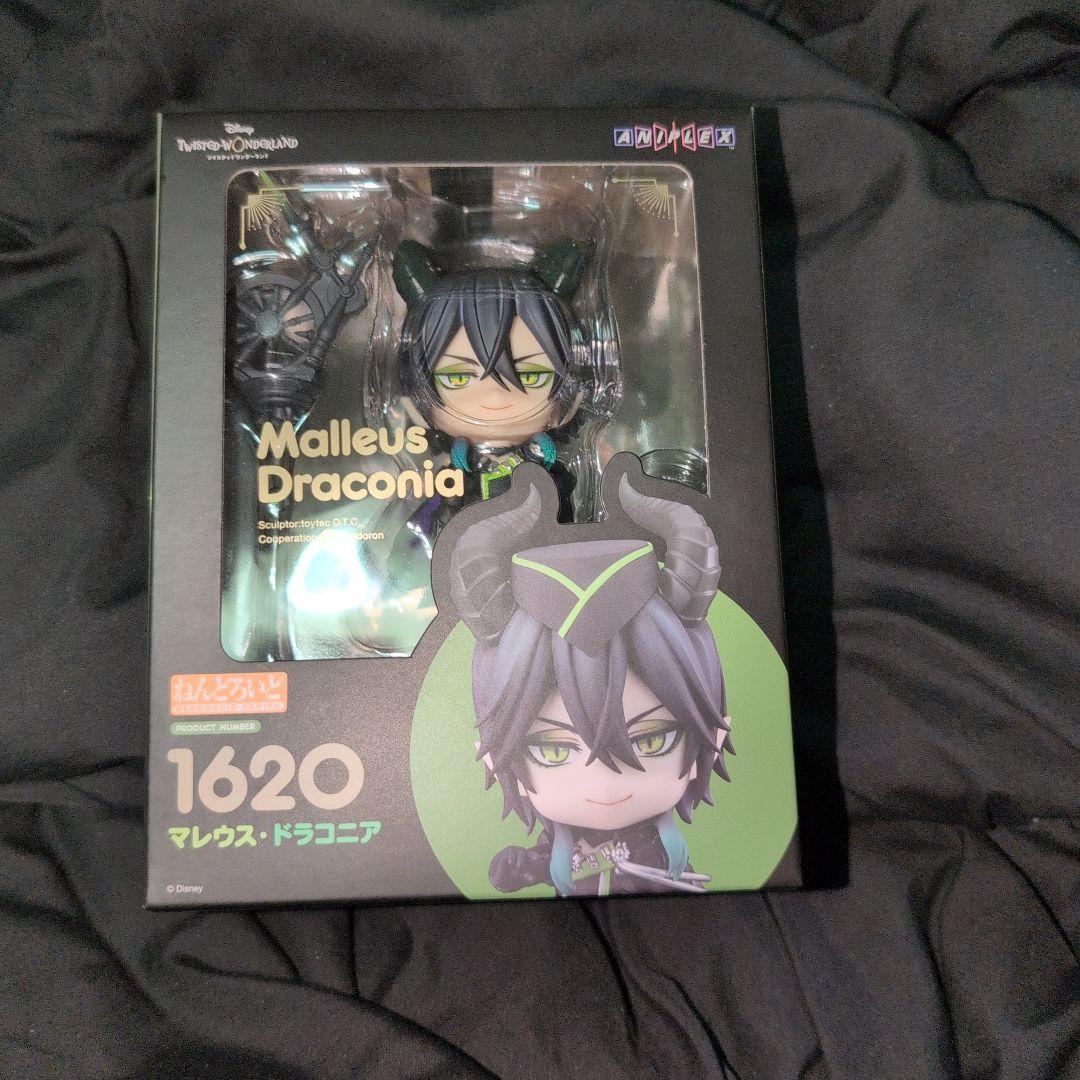 Disney
TWISTED-WONDERLAND
ツイステッドワンダーランド
ANIPLEX
Malleus
Draconia
Sculptor:toytec D.T.C
Cooperation:
ねんどろいど
NENDOROID SERIES
PRODUCT NUMBER
1620
マレウス・ドラコニア
© Disney